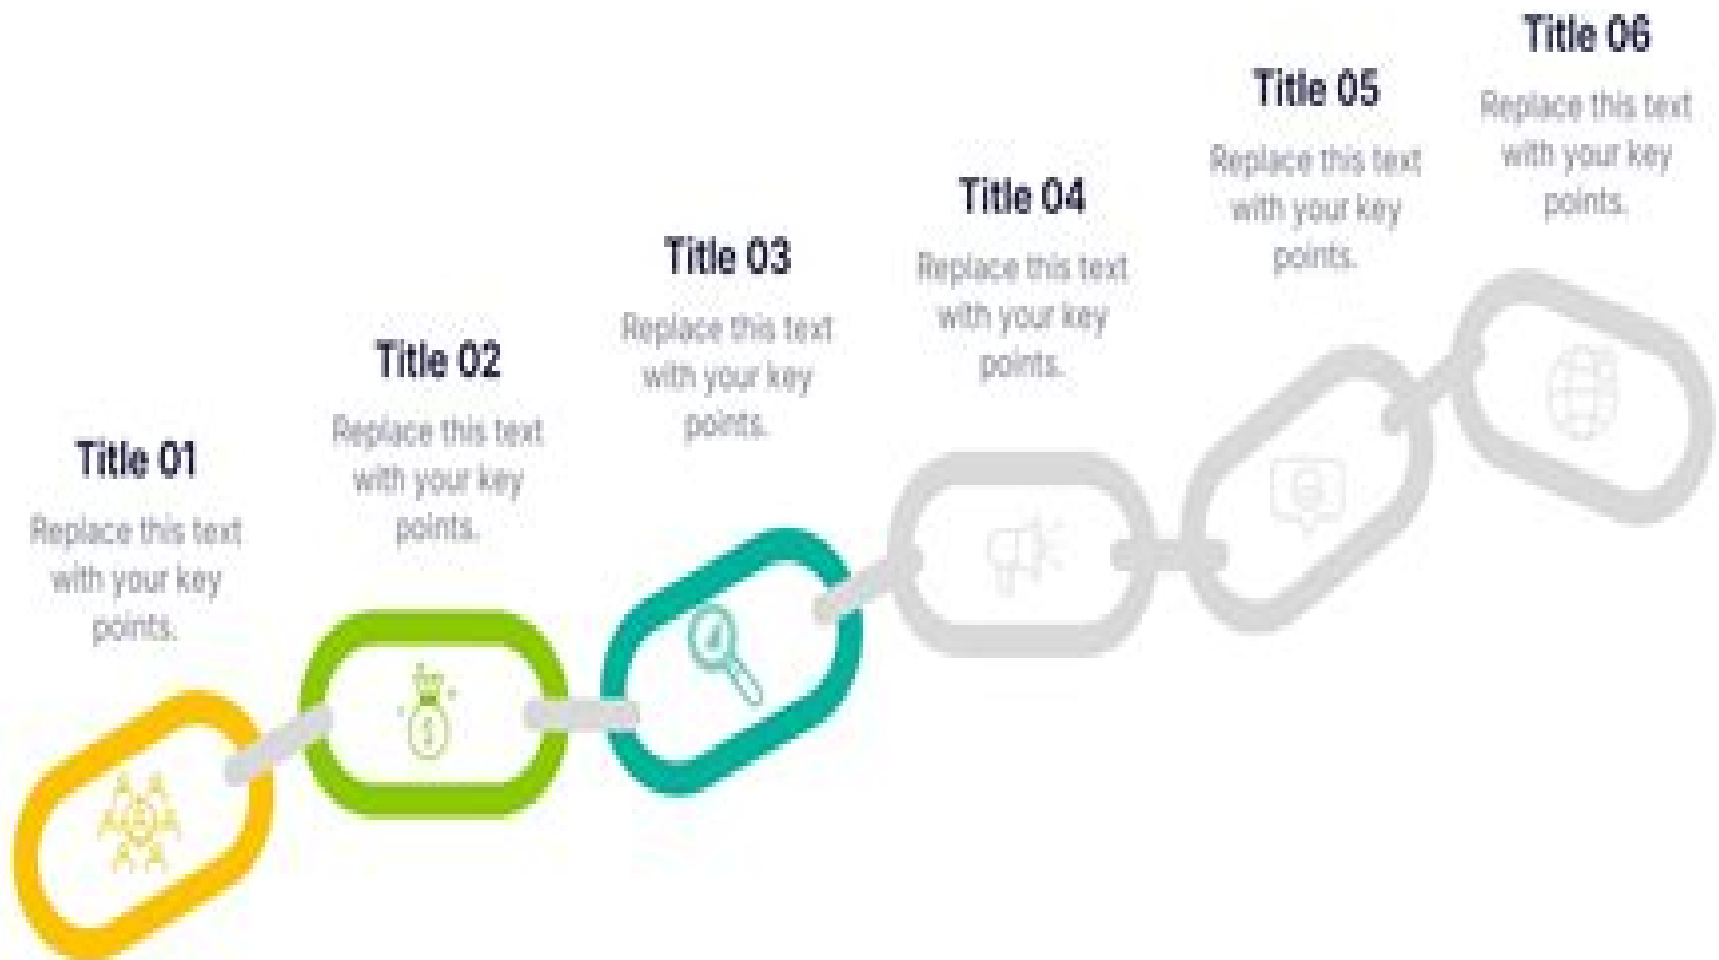 Title 01
Replace this text
with your key
points.
Title 02
Replace this text
with your key
points.
Title 03
Replace this text
with your key
points.
Title 04
Replace this text
with your key
points.
Title 05
Replace this text
with your key
points.
Title 06
Replace this text
with your key
points.
$